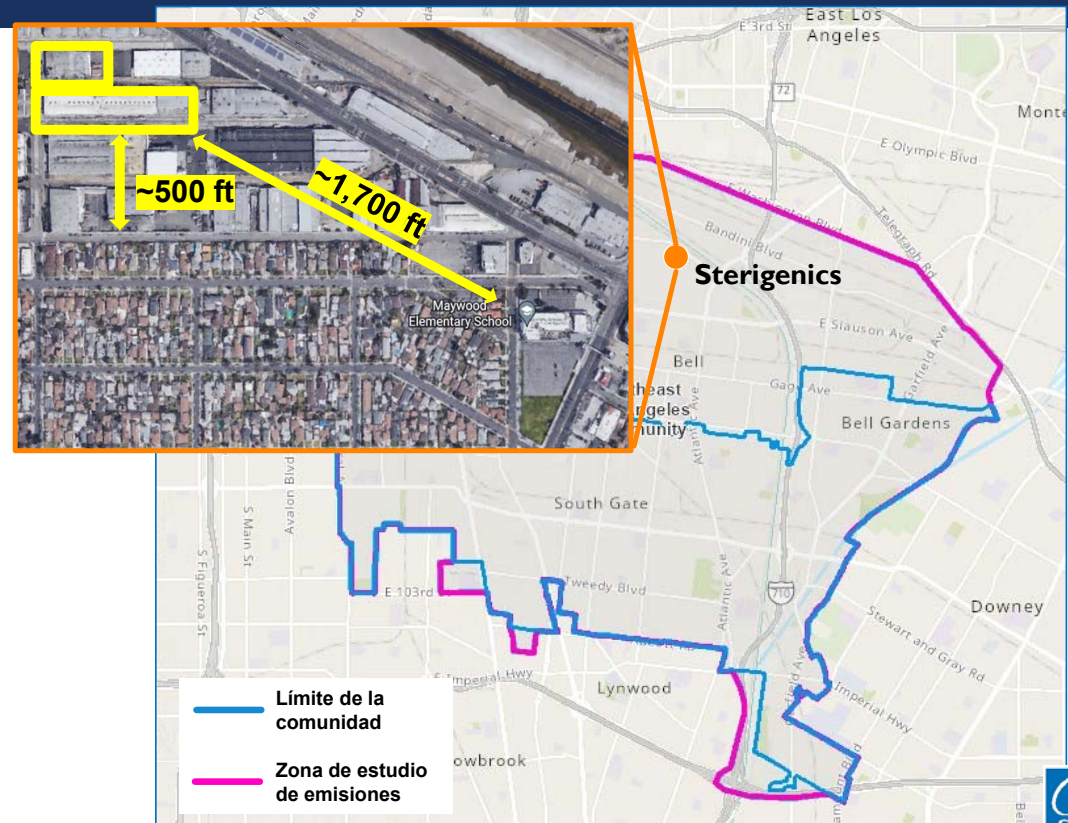 E 3rd St
East Los
Angeles
72
E Olympic Blvd
E Washington Blvd
Telegraph Rd
Bandini Blvd
~500 ft
~1,700 ft
Sterigenics
Maywood
Elementary School
E Slauson Ave
Garfield Ave
Bell
Gage Ave
Atlantic Ave
Bell Gardens
South Gate
Avalon Blvd
S Main St
S Figueroa St
E 103rd
Tweedy Blvd
Atlantic Ave
710
Downey
Stewart and Gray Rd
Imperial Hwy
E Imperial Hwy
Lynwood
Límite de la
comunidad
Zona de estudio
de emisiones